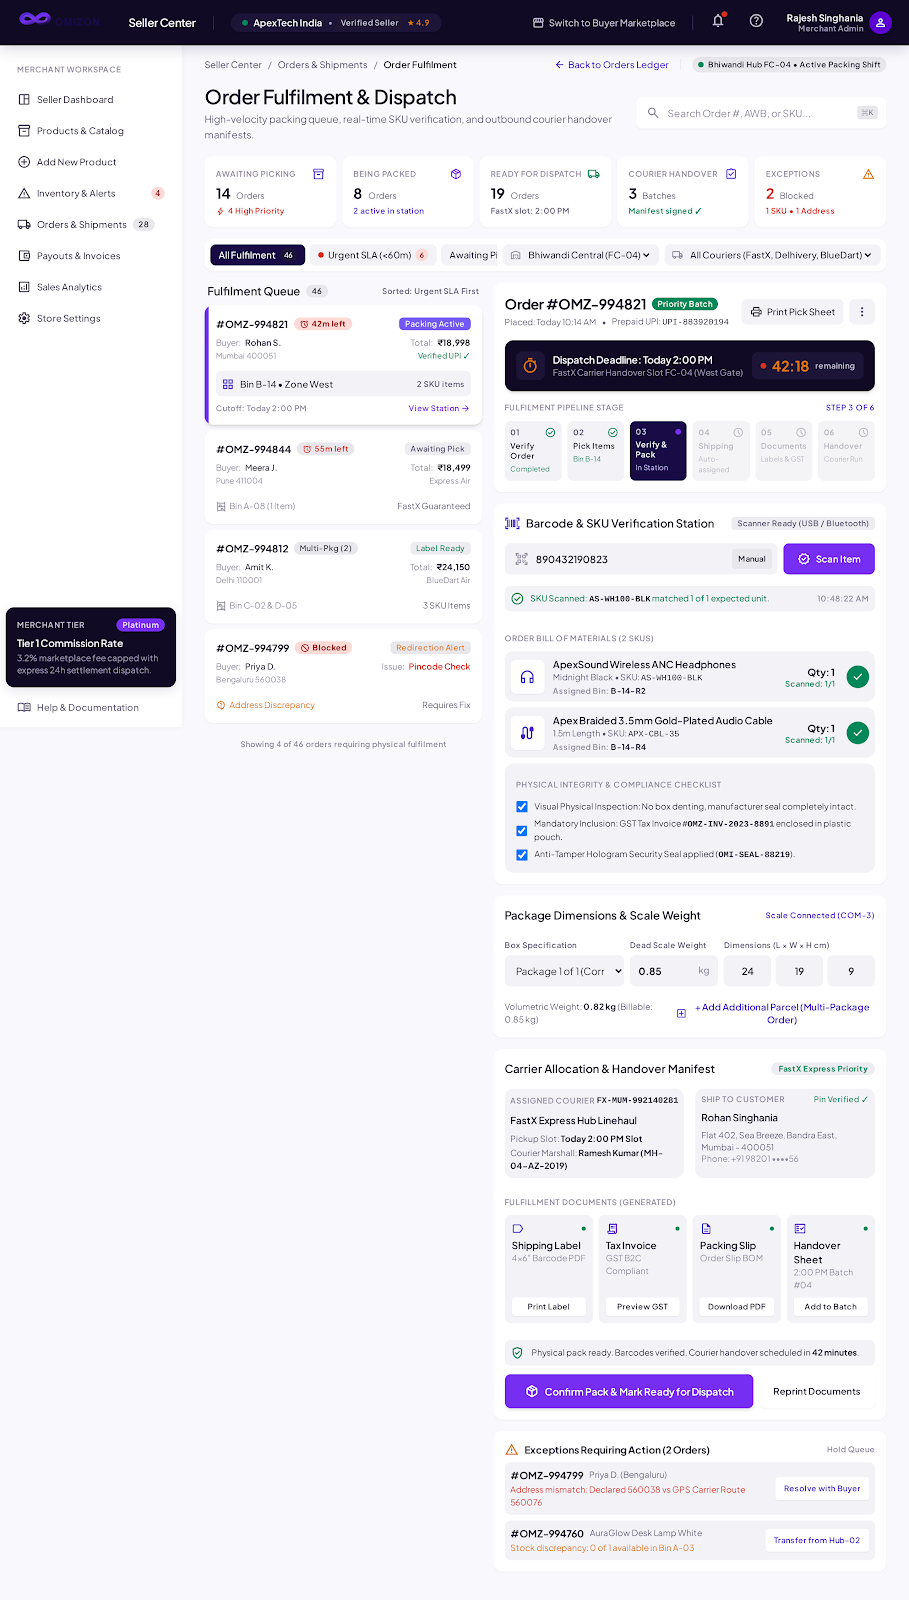 OMIZON
Seller Center
ApexTech India • Verified Seller ★ 4.9
Switch to Buyer Marketplace
Rajesh Singhania
Merchant Admin
MERCHANT WORKSPACE
Seller Dashboard
Products & Catalog
Add New Product
Inventory & Alerts 4
Orders & Shipments 28
Payouts & Invoices
Sales Analytics
Store Settings
MERCHANT TIER Platinum
Tier 1 Commission Rate
3.2% marketplace fee capped with
express 24h settlement dispatch.
Help & Documentation
Seller Center / Orders & Shipments / Order Fulfilment
← Back to Orders Ledger
Bhiwandi Hub FC-04 • Active Packing Shift
Order Fulfilment & Dispatch
High-velocity packing queue, real-time SKU verification, and outbound courier handover
manifests.
Search Order #, AWB, or SKU... ⌘K
AWAITING PICKING
14 Orders
4 High Priority
BEING PACKED
8 Orders
2 active in station
READY FOR DISPATCH
19 Orders
FastX slot: 2:00 PM
COURIER HANDOVER
3 Batches
Manifest signed ✓
EXCEPTIONS
2 Blocked
1 SKU • 1 Address
All Fulfilment 46
Urgent SLA (<60m) 6
Awaiting Pi
Bhiwandi Central (FC-04)
All Couriers (FastX, Delhivery, BlueDart)
Fulfilment Queue 46
Sorted: Urgent SLA First
#OMZ-994821 42m left Packing Active
Buyer: Rohan S. Total: ₹18,998
Mumbai 400051 Verified UPI ✓
Bin B-14 • Zone West 2 SKU items
Cutoff: Today 2:00 PM View Station →
#OMZ-994844 55m left Awaiting Pick
Buyer: Meera J. Total: ₹18,499
Pune 411004 Express Air
Bin A-08 (1 Item) FastX Guaranteed
#OMZ-994812 Multi-Pkg (2) Label Ready
Buyer: Amit K. Total: ₹24,150
Delhi 110001 BlueDart Air
Bin C-02 & D-05 3 SKU Items
#OMZ-994799 Blocked Redirection Alert
Buyer: Priya D. Issue: Pincode Check
Bengaluru 560038
Address Discrepancy Requires Fix
Showing 4 of 46 orders requiring physical fulfilment
Order #OMZ-994821 Priority Batch
Placed: Today 10:14 AM • Prepaid UPI: UPI-883920194
Print Pick Sheet
Dispatch Deadline: Today 2:00 PM
FastX Carrier Handover Slot FC-04 (West Gate)
42:18 remaining
FULFILMENT PIPELINE STAGE STEP 3 OF 6
01
Verify
Order
Completed
02
Pick Items
Bin B-14
03
Verify &
Pack
In Station
04
Shipping
Auto-
assigned
05
Documents
Labels & GST
06
Handover
Courier Run
Barcode & SKU Verification Station Scanner Ready (USB / Bluetooth)
890432190823 Manual Scan Item
SKU Scanned: AS-WH100-BLK matched 1 of 1 expected unit. 10:48:22 AM
ORDER BILL OF MATERIALS (2 SKUS)
ApexSound Wireless ANC Headphones
Midnight Black • SKU: AS-WH100-BLK
Assigned Bin: B-14-R2
Qty: 1
Scanned: 1/1
Apex Braided 3.5mm Gold-Plated Audio Cable
1.5m Length • SKU: APX-CBL-35
Assigned Bin: B-14-R4
Qty: 1
Scanned: 1/1
PHYSICAL INTEGRITY & COMPLIANCE CHECKLIST
Visual Physical Inspection: No box denting, manufacturer seal completely intact.
Mandatory Inclusion: GST Tax Invoice #OMZ-INV-2023-8891 enclosed in plastic
pouch.
Anti-Tamper Hologram Security Seal applied (OMI-SEAL-88219).
Package Dimensions & Scale Weight Scale Connected (COM-3)
Box Specification Dead Scale Weight Dimensions (L × W × H cm)
Package 1 of 1 (Corr 0.85 kg 24 19 9
Volumetric Weight: 0.82 kg (Billable:
0.85 kg)
+ Add Additional Parcel (Multi-Package
Order)
Carrier Allocation & Handover Manifest FastX Express Priority
ASSIGNED COURIER FX-MUM-992140281
FastX Express Hub Linehaul
Pickup Slot: Today 2:00 PM Slot
Courier Marshall: Ramesh Kumar (MH-
04-AZ-2019)
SHIP TO CUSTOMER Pin Verified ✓
Rohan Singhania
Flat 402, Sea Breeze, Bandra East,
Mumbai - 400051
Phone: +91 98201 ••••56
FULFILLMENT DOCUMENTS (GENERATED)
Shipping Label
4×6" Barcode PDF
Print Label
Tax Invoice
GST B2C
Compliant
Preview GST
Packing Slip
Order Slip BOM
Download PDF
Handover
Sheet
2:00 PM Batch
#04
Add to Batch
Physical pack ready. Barcodes verified. Courier handover scheduled in 42 minutes.
Confirm Pack & Mark Ready for Dispatch
Reprint Documents
Exceptions Requiring Action (2 Orders) Hold Queue
#OMZ-994799 Priya D. (Bengaluru)
Address mismatch: Declared 560038 vs GPS Carrier Route
560076
Resolve with Buyer
#OMZ-994760 AuraGlow Desk Lamp White
Stock discrepancy: 0 of 1 available in Bin A-03
Transfer from Hub-02